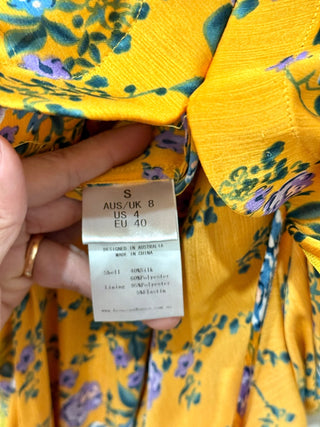 S
AUS/UK 8
US 4
EU 40
DESIGNED IN AUSTRALIA
MADE IN CHINA
Shell 40%Silk
60%Polyester
Lining 95%Polyester
5%Elastin